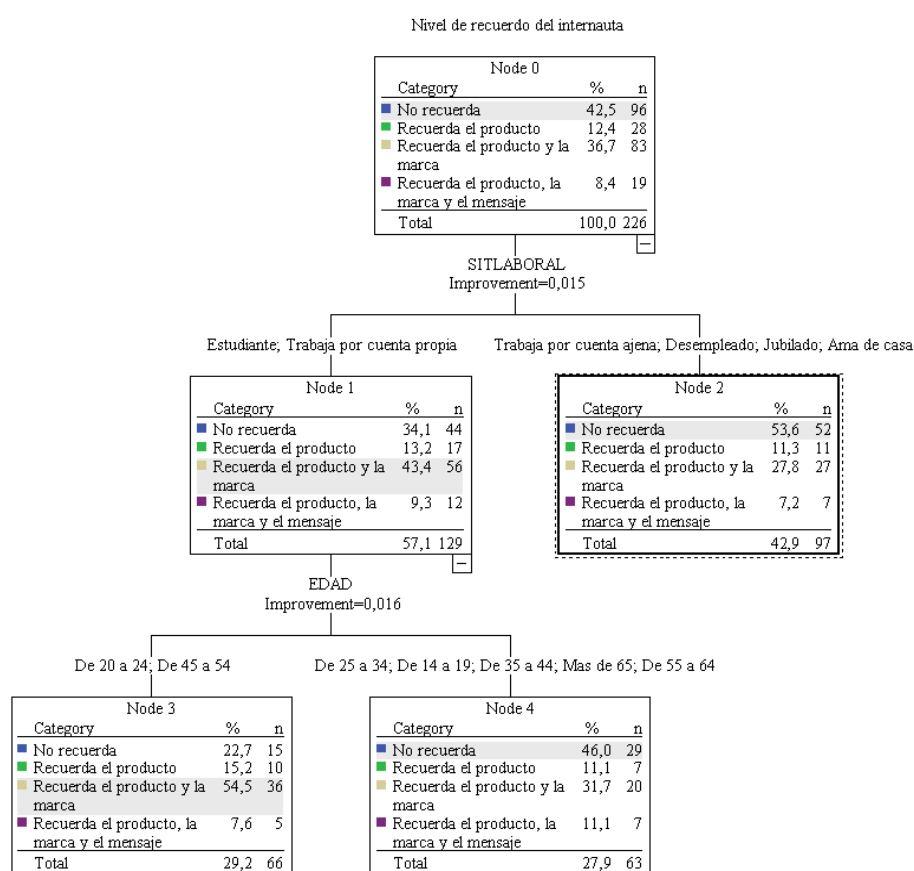 Nivel de recuerdo del internauta
Node 0
Category % n
No recuerda 42,5 96
Recuerda el producto 12,4 28
Recuerda el producto y la 36,7 83
marca
Recuerda el producto, la 8,4 19
marca y el mensaje
Total 100,0 226
SITLABORAL
Improvement=0,015
Estudiante; Trabaja por cuenta propia
Trabaja por cuenta ajena; Desempleado; Jubilado; Ama de casa
Node 1
Category % n
No recuerda 34,1 44
Recuerda el producto 13,2 17
Recuerda el producto y la 43,4 56
marca
Recuerda el producto, la 9,3 12
marca y el mensaje
Total 57,1 129
Node 2
Category % n
No recuerda 53,6 52
Recuerda el producto 11,3 11
Recuerda el producto y la 27,8 27
marca
Recuerda el producto, la 7,2 7
marca y el mensaje
Total 42,9 97
EDAD
Improvement=0,016
De 20 a 24; De 45 a 54
De 25 a 34; De 14 a 19; De 35 a 44; Mas de 65; De 55 a 64
Node 3
Category % n
No recuerda 22,7 15
Recuerda el producto 15,2 10
Recuerda el producto y la 54,5 36
marca
Recuerda el producto, la 7,6 5
marca y el mensaje
Total 29,2 66
Node 4
Category % n
No recuerda 46,0 29
Recuerda el producto 11,1 7
Recuerda el producto y la 31,7 20
marca
Recuerda el producto, la 11,1 7
marca y el mensaje
Total 27,9 63